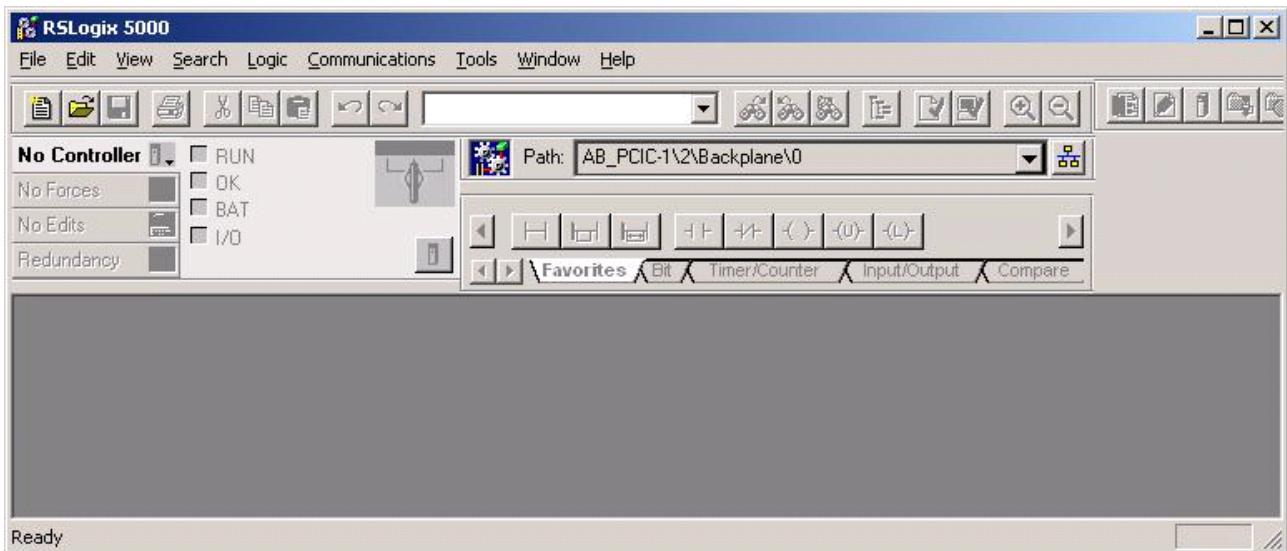 RSLogix 5000
File Edit View Search Logic Communications Tools Window Help
No Controller
RUN
Path: AB_PCIC-1\2\Backplane\0
No Forces
OK
No Edits
BAT
I/O
Redundancy
(U) (L)
Favorites Bit Timer/Counter Input/Output Compare
Ready